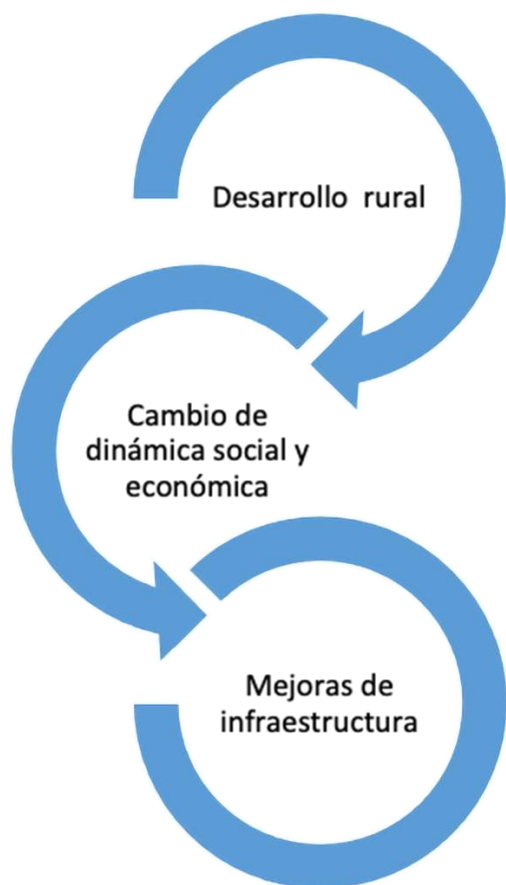 Desarrollo rural
Cambio de
dinámica social y
económica
Mejoras de
infraestructura